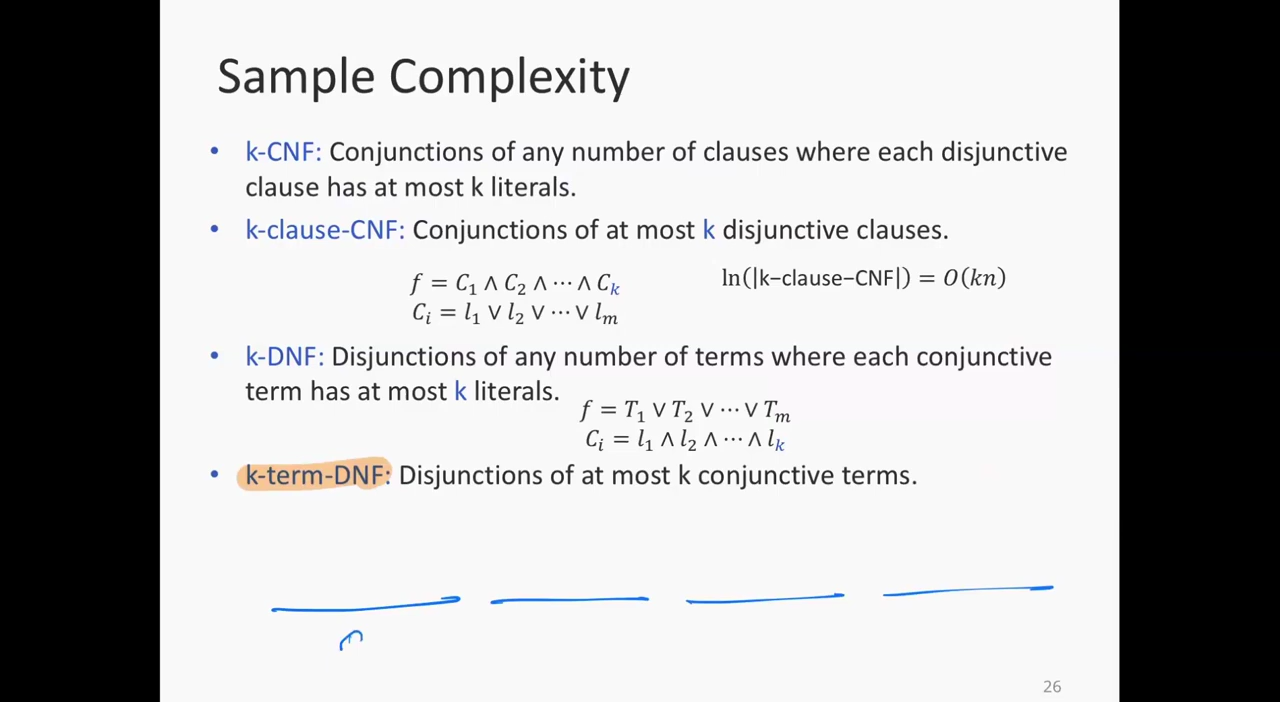 Sample Complexity
• k-CNF: Conjunctions of any number of clauses where each disjunctive
clause has at most k literals.
• k-clause-CNF: Conjunctions of at most k disjunctive clauses.
f = C₁ ∧ C₂ ∧ ⋯ ∧ Cₖ
ln(|k−clause−CNF|) = O(kn)
Cᵢ = l₁ ∨ l₂ ∨ ⋯ ∨ lₘ
• k-DNF: Disjunctions of any number of terms where each conjunctive
term has at most k literals.
f = T₁ ∨ T₂ ∨ ⋯ ∨ Tₘ
Cᵢ = l₁ ∧ l₂ ∧ ⋯ ∧ lₖ
• k-term-DNF: Disjunctions of at most k conjunctive terms.
26